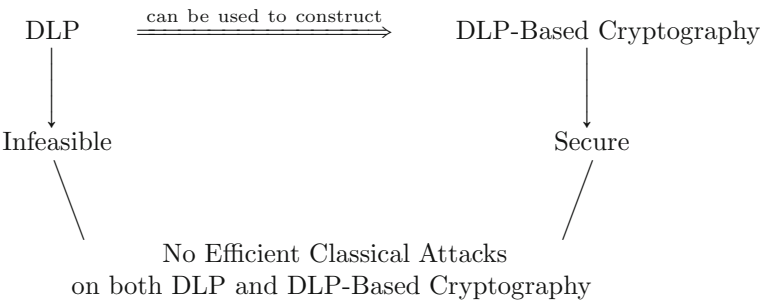 can be used to construct
DLP
DLP-Based Cryptography
Infeasible
Secure
No Efficient Classical Attacks
on both DLP and DLP-Based Cryptography